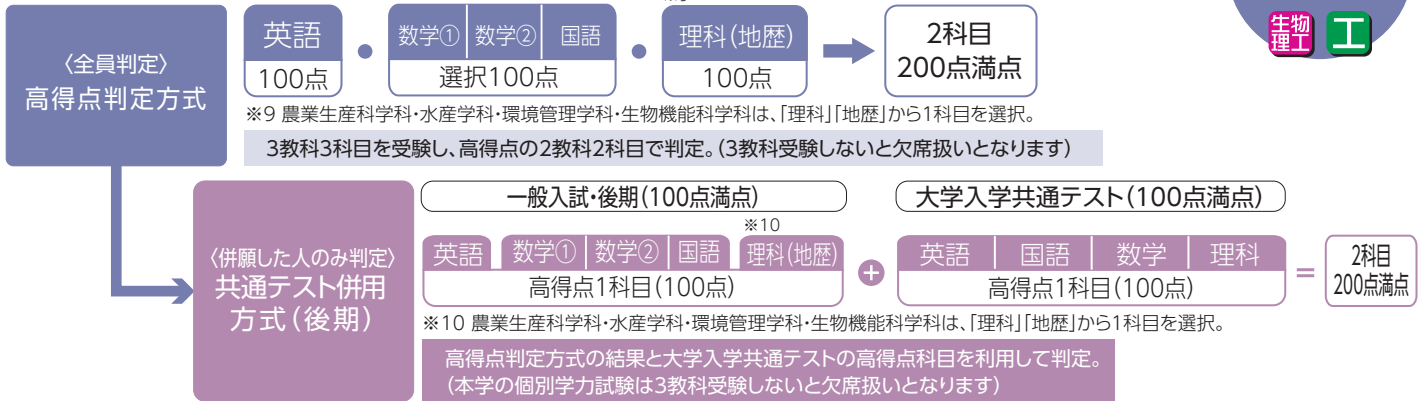 生物理工 工
〈全員判定〉
高得点判定方式
英語 数学① 数学② 国語 理科(地歴)
100点 選択100点 100点
2科目
200点満点
※9 農業生産科学科・水産学科・環境管理学科・生物機能科学科は、「理科」「地歴」から1科目を選択。
3教科3科目を受験し、高得点の2教科2科目で判定。(3教科受験しないと欠席扱いとなります)
〈併願した人のみ判定〉
共通テスト併用
方式(後期)
一般入試・後期(100点満点)
※10
英語 数学① 数学② 国語 理科(地歴)
高得点1科目(100点)
+
大学入学共通テスト(100点満点)
英語 国語 数学 理科
高得点1科目(100点)
=
2科目
200点満点
※10 農業生産科学科・水産学科・環境管理学科・生物機能科学科は、「理科」「地歴」から1科目を選択。
高得点判定方式の結果と大学入学共通テストの高得点科目を利用して判定。
(本学の個別学力試験は3教科受験しないと欠席扱いとなります)